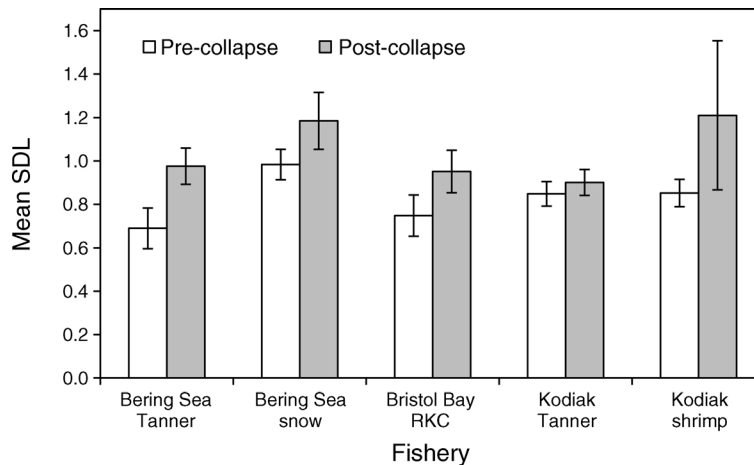 1.6
1.4
1.2
1.0
0.8
0.6
0.4
0.2
0.0
Mean SDL
Pre-collapse
Post-collapse
Bering Sea
Tanner
Bering Sea
snow
Bristol Bay
RKC
Kodiak
Tanner
Kodiak
shrimp
Fishery